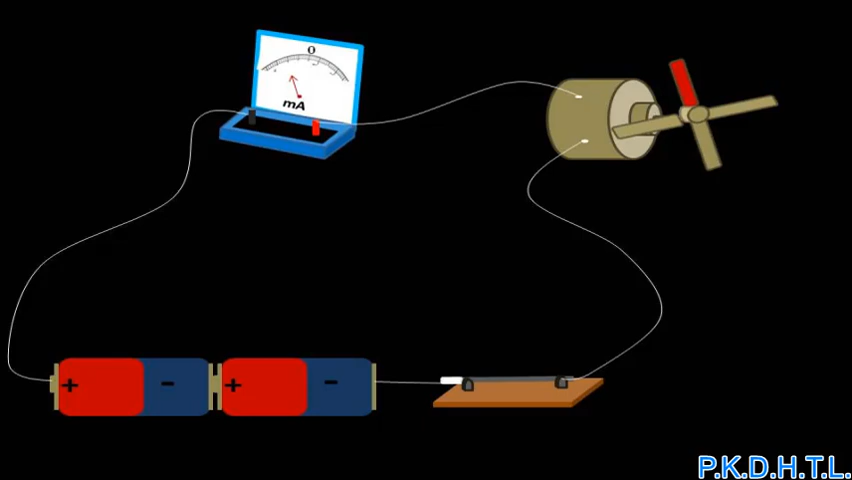 0
mA
+ - + -
P.K.D.H.T.L.